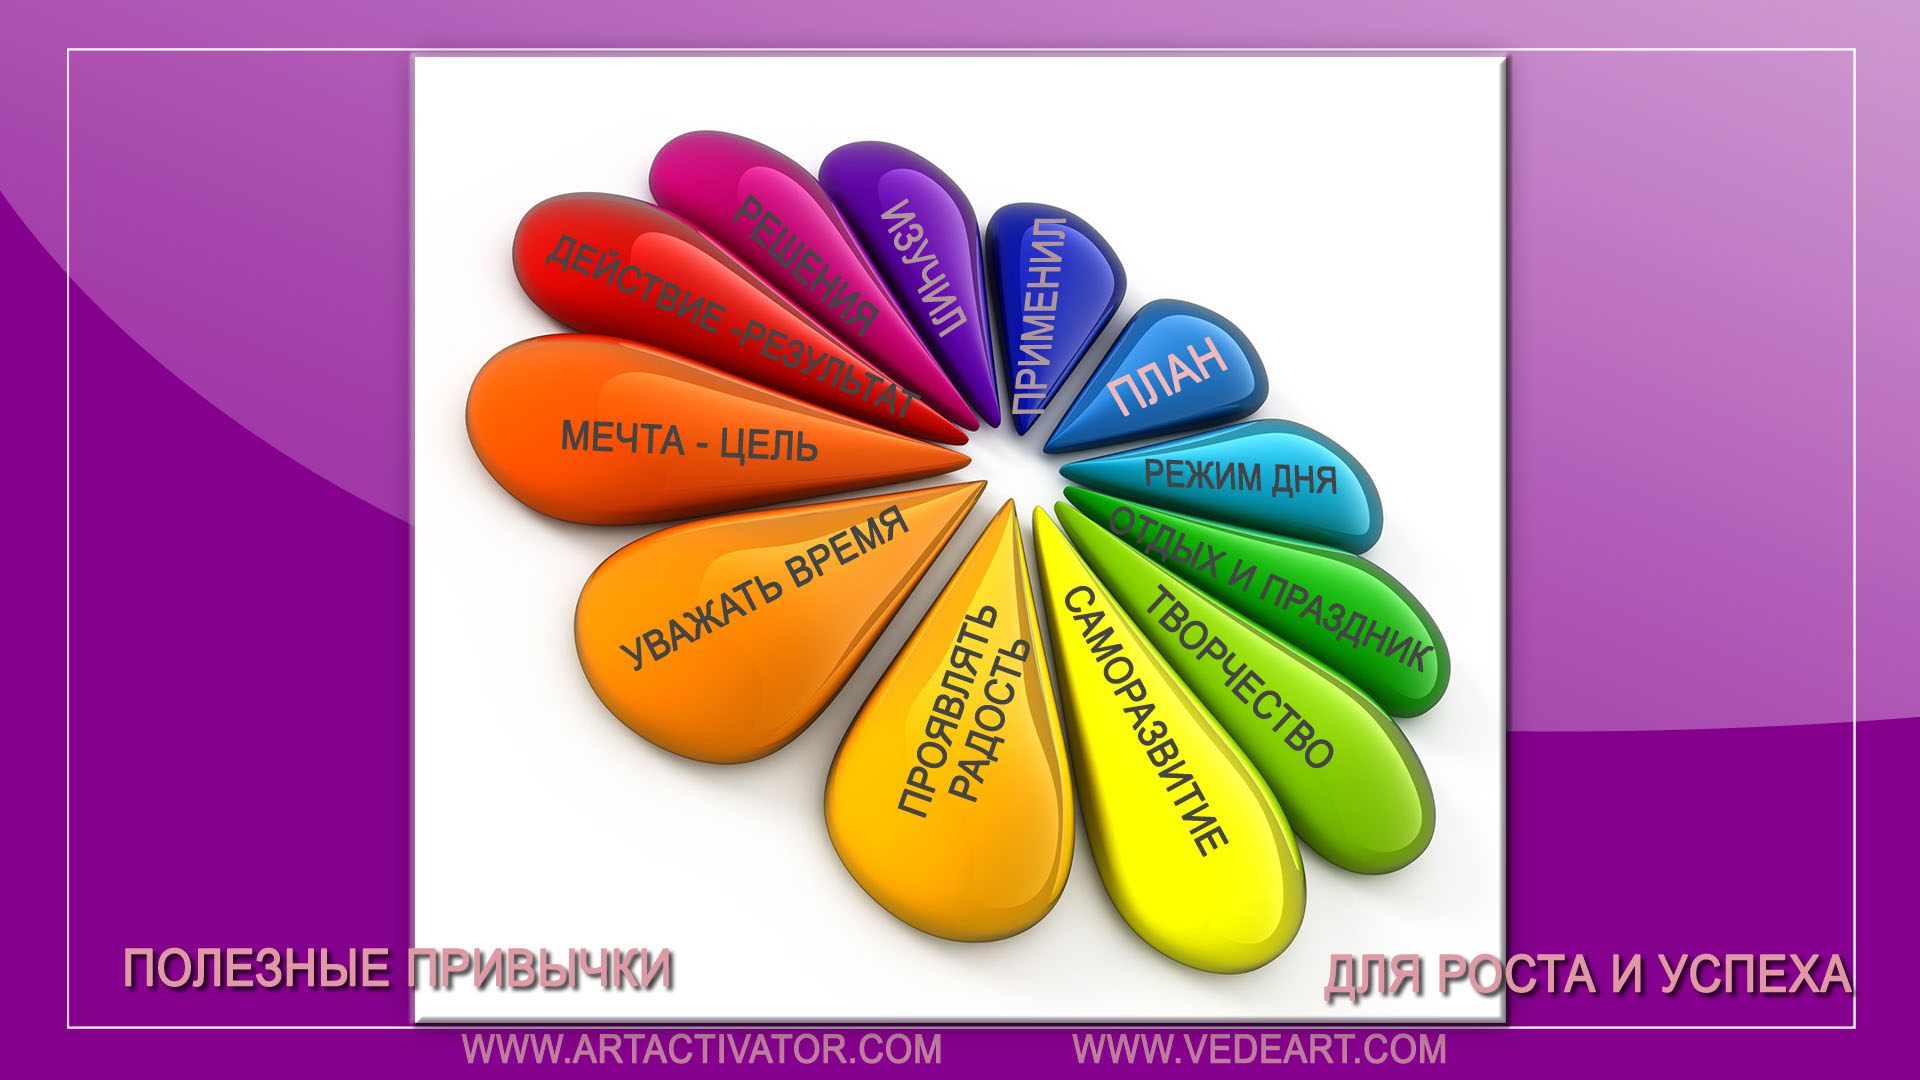 РЕШЕНИЯ
ИЗУЧИЛ
ПРИМЕНИЛ
ДЕЙСТВИЕ -РЕЗУЛЬТАТ
ПЛАН
МЕЧТА - ЦЕЛЬ
РЕЖИМ ДНЯ
УВАЖАТЬ ВРЕМЯ
ОТДЫХ И ПРАЗДНИК
ПРОЯВЛЯТЬ
РАДОСТЬ
САМОРАЗВИТИЕ
ТВОРЧЕСТВО
ПОЛЕЗНЫЕ ПРИВЫЧКИ
ДЛЯ РОСТА И УСПЕХА
WWW.ARTACTIVATOR.COM
WWW.VEDEART.COM